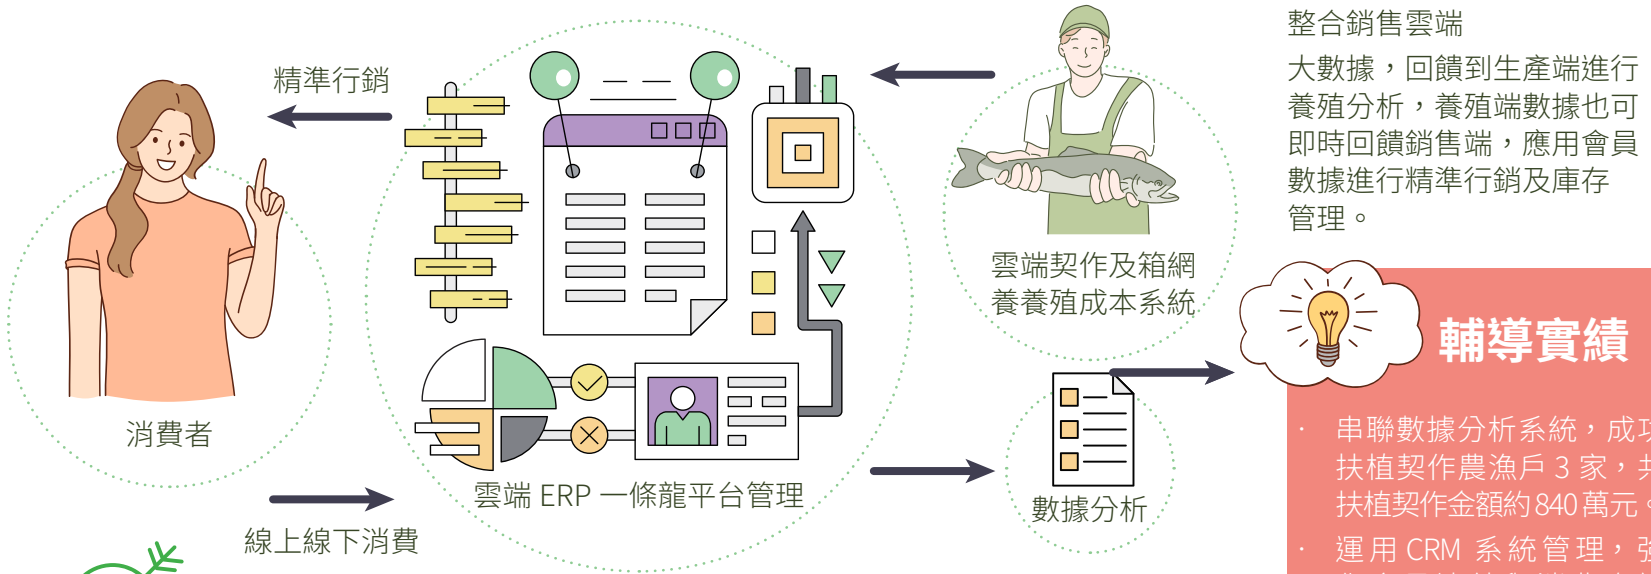 精準行銷
消費者
線上線下消費
雲端 ERP 一條龍平台管理
雲端契作及箱網
養養殖成本系統
數據分析
整合銷售雲端
大數據，回饋到生產端進行
養殖分析，養殖端數據也可
即時回饋銷售端，應用會員
數據進行精準行銷及庫存
管理。
輔導實績
· 串聯數據分析系統，成功
扶植契作農漁戶 3 家，共
扶植契作金額約 840 萬元。
· 運用 CRM 系統管理，強